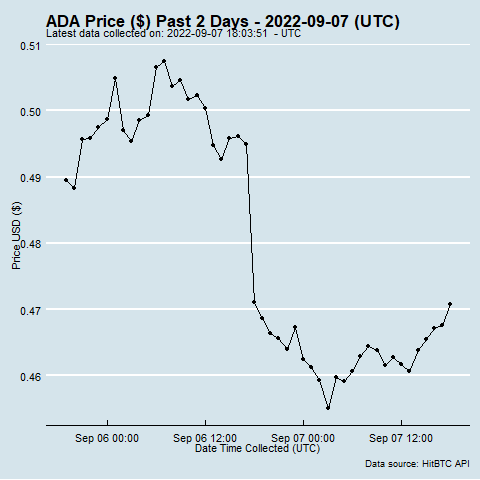 ADA Price ($) Past 2 Days - 2022-09-07 (UTC)
Latest data collected on: 2022-09-07 18:03:51 - UTC
0.51
0.50
0.49
0.48
0.47
0.46
Price USD ($)
Sep 06 00:00 Sep 06 12:00 Sep 07 00:00 Sep 07 12:00
Date Time Collected (UTC)
Data source: HitBTC API